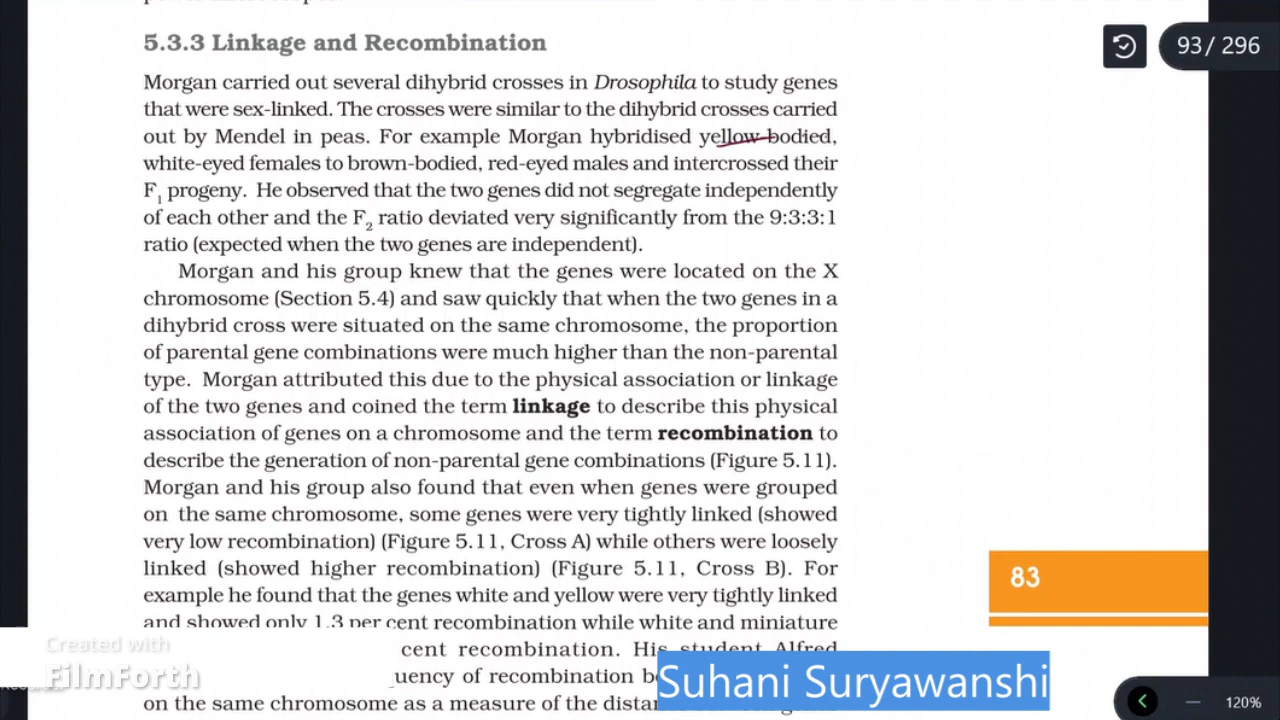 5.3.3 Linkage and Recombination
93 / 296
Morgan carried out several dihybrid crosses in Drosophila to study genes
that were sex-linked. The crosses were similar to the dihybrid crosses carried
out by Mendel in peas. For example Morgan hybridised yellow-bodied,
white-eyed females to brown-bodied, red-eyed males and intercrossed their
F1 progeny. He observed that the two genes did not segregate independently
of each other and the F2 ratio deviated very significantly from the 9:3:3:1
ratio (expected when the two genes are independent).
Morgan and his group knew that the genes were located on the X
chromosome (Section 5.4) and saw quickly that when the two genes in a
dihybrid cross were situated on the same chromosome, the proportion
of parental gene combinations were much higher than the non-parental
type. Morgan attributed this due to the physical association or linkage
of the two genes and coined the term linkage to describe this physical
association of genes on a chromosome and the term recombination to
describe the generation of non-parental gene combinations (Figure 5.11).
Morgan and his group also found that even when genes were grouped
on the same chromosome, some genes were very tightly linked (showed
very low recombination) (Figure 5.11, Cross A) while others were loosely
linked (showed higher recombination) (Figure 5.11, Cross B). For
example he found that the genes white and yellow were very tightly linked
and showed only 1.3 per cent recombination while white and miniature
cent recombination. His student Alfred
of recombination
on the same chromosome as a measure of the
83
Created with
FilmForth
Suhani Suryawanshi
120%